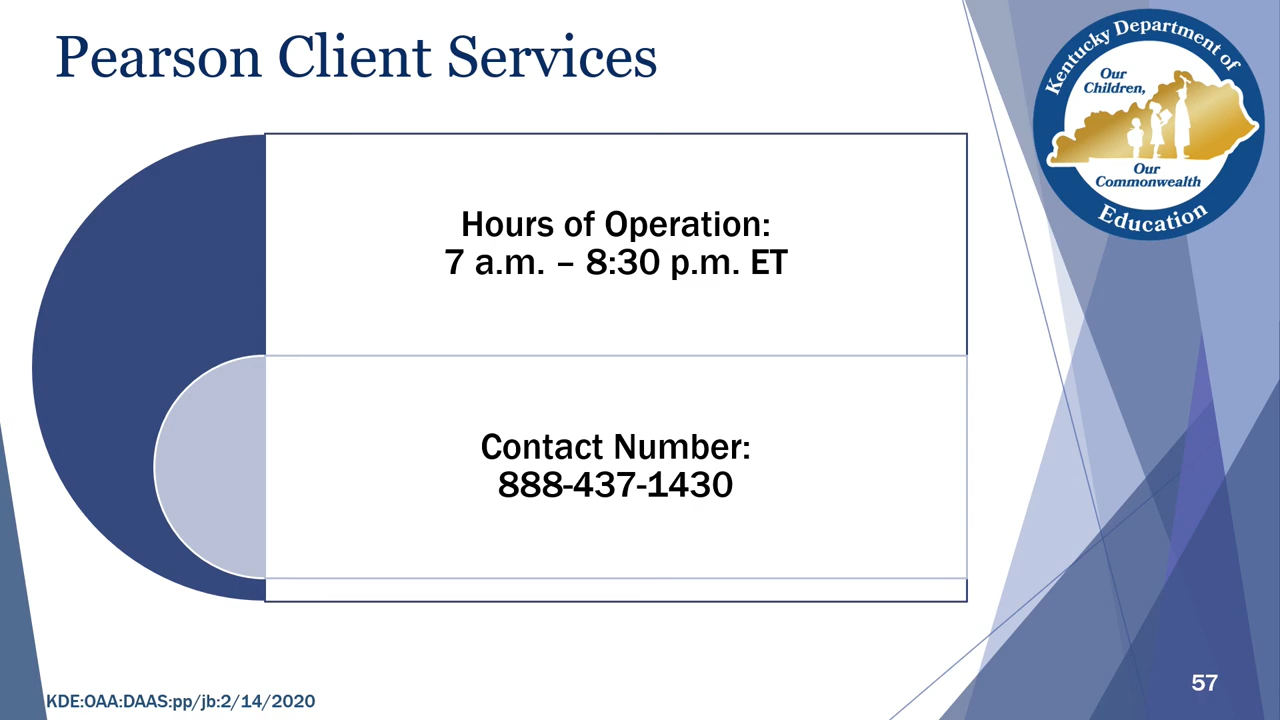 Pearson Client Services
Kentucky Department of
Our
Children,
Our
Commonwealth
Education
Hours of Operation:
7 a.m. – 8:30 p.m. ET
Contact Number:
888-437-1430
KDE:OAA:DAAS:pp/jb:2/14/2020
57